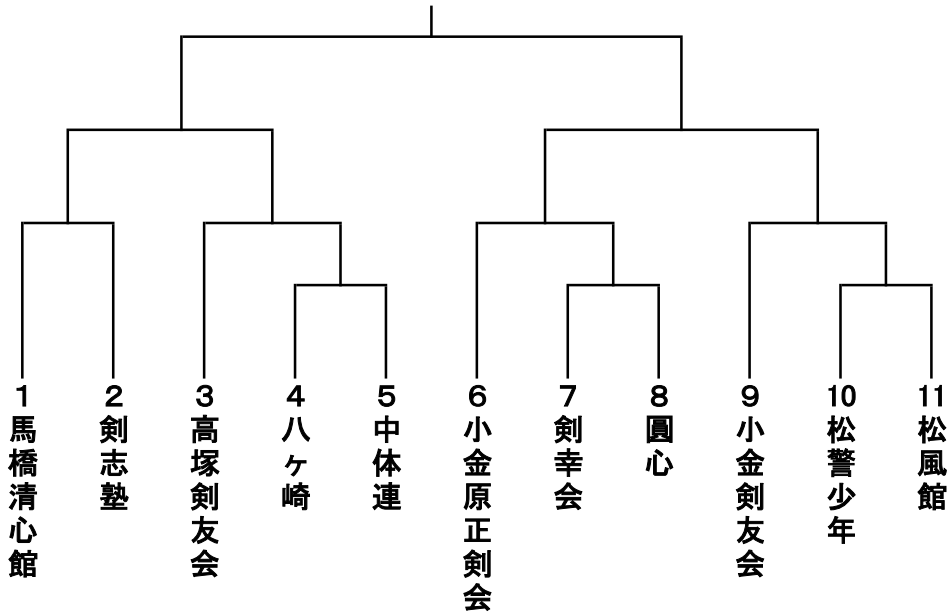 1 馬橋清心館
2 剣志塾
3 高塚剣友会
4 八ヶ崎
5 中体連
6 小金原正剣会
7 剣幸会
8 圓心
9 小金剣友会
10 松警少年
11 松風館